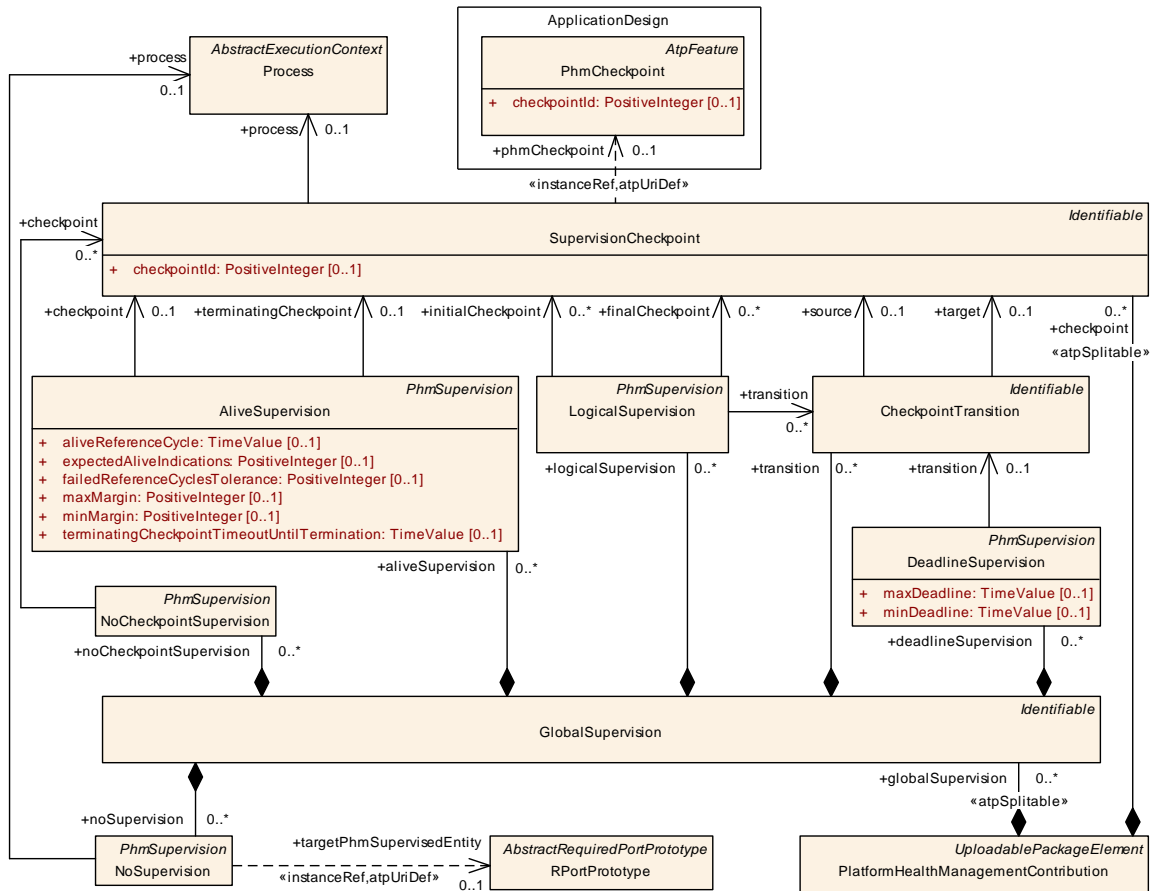 ApplicationDesign
AbstractExecutionContext
Process
+process
0..1
AtpFeature
PhmCheckpoint
+ checkpointId: PositiveInteger [0..1]
+process 0..1
+phmCheckpoint 0..1
«instanceRef,atpUriDef»
+checkpoint
0..*
Identifiable
SupervisionCheckpoint
+ checkpointId: PositiveInteger [0..1]
+checkpoint 0..1
+terminatingCheckpoint 0..1
+initialCheckpoint 0..*
+finalCheckpoint 0..*
+source 0..1
+target 0..1
0..*
+checkpoint
«atpSplitable»
PhmSupervision
AliveSupervision
+ aliveReferenceCycle: TimeValue [0..1]
+ expectedAliveIndications: PositiveInteger [0..1]
+ failedReferenceCyclesTolerance: PositiveInteger [0..1]
+ maxMargin: PositiveInteger [0..1]
+ minMargin: PositiveInteger [0..1]
+ terminatingCheckpointTimeoutUntilTermination: TimeValue [0..1]
PhmSupervision
LogicalSupervision
+transition
0..*
Identifiable
CheckpointTransition
+logicalSupervision 0..*
+transition 0..*
+transition 0..1
PhmSupervision
DeadlineSupervision
+ maxDeadline: TimeValue [0..1]
+ minDeadline: TimeValue [0..1]
+aliveSupervision 0..*
PhmSupervision
NoCheckpointSupervision
+noCheckpointSupervision 0..*
+deadlineSupervision 0..*
Identifiable
GlobalSupervision
+globalSupervision 0..*
«atpSplitable»
+noSupervision 0..*
PhmSupervision
NoSupervision
+targetPhmSupervisedEntity
«instanceRef,atpUriDef»
0..1
AbstractRequiredPortPrototype
RPortPrototype
UploadablePackageElement
PlatformHealthManagementContribution